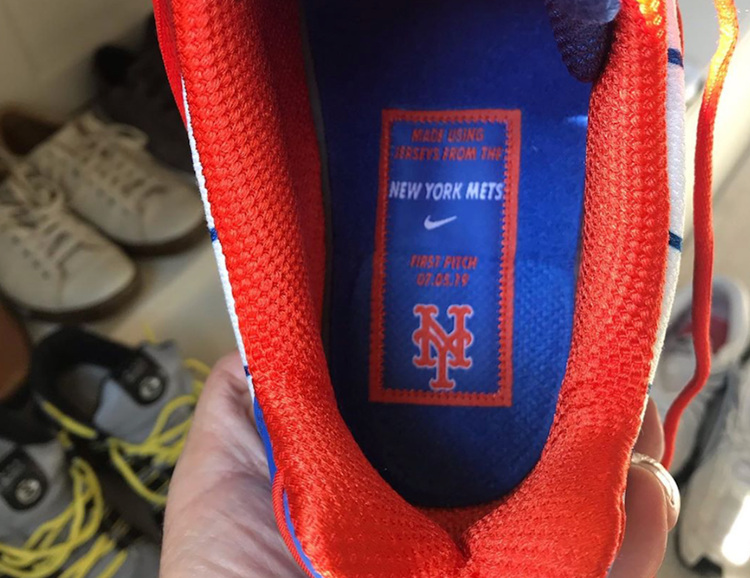 MADE USING
JERSEYS FROM THE
NEW YORK METS
FIRST PITCH
07.05.19
NY